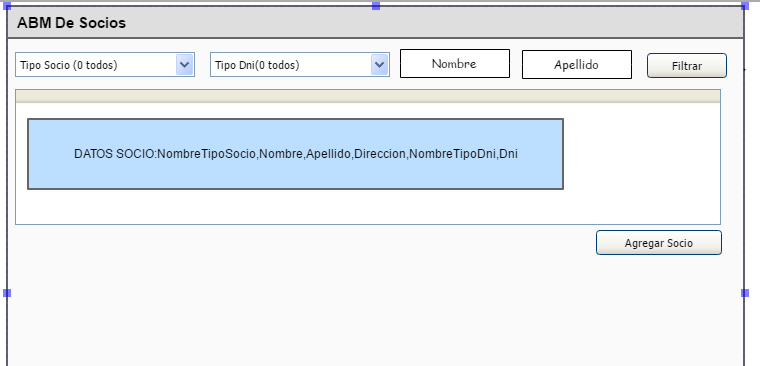 ABM De Socios
Tipo Socio (0 todos)
Tipo Dni(0 todos)
Nombre
Apellido
Filtrar
DATOS SOCIO:NombreTipoSocio,Nombre,Apellido,Direccion,NombreTipoDni,Dni
Agregar Socio